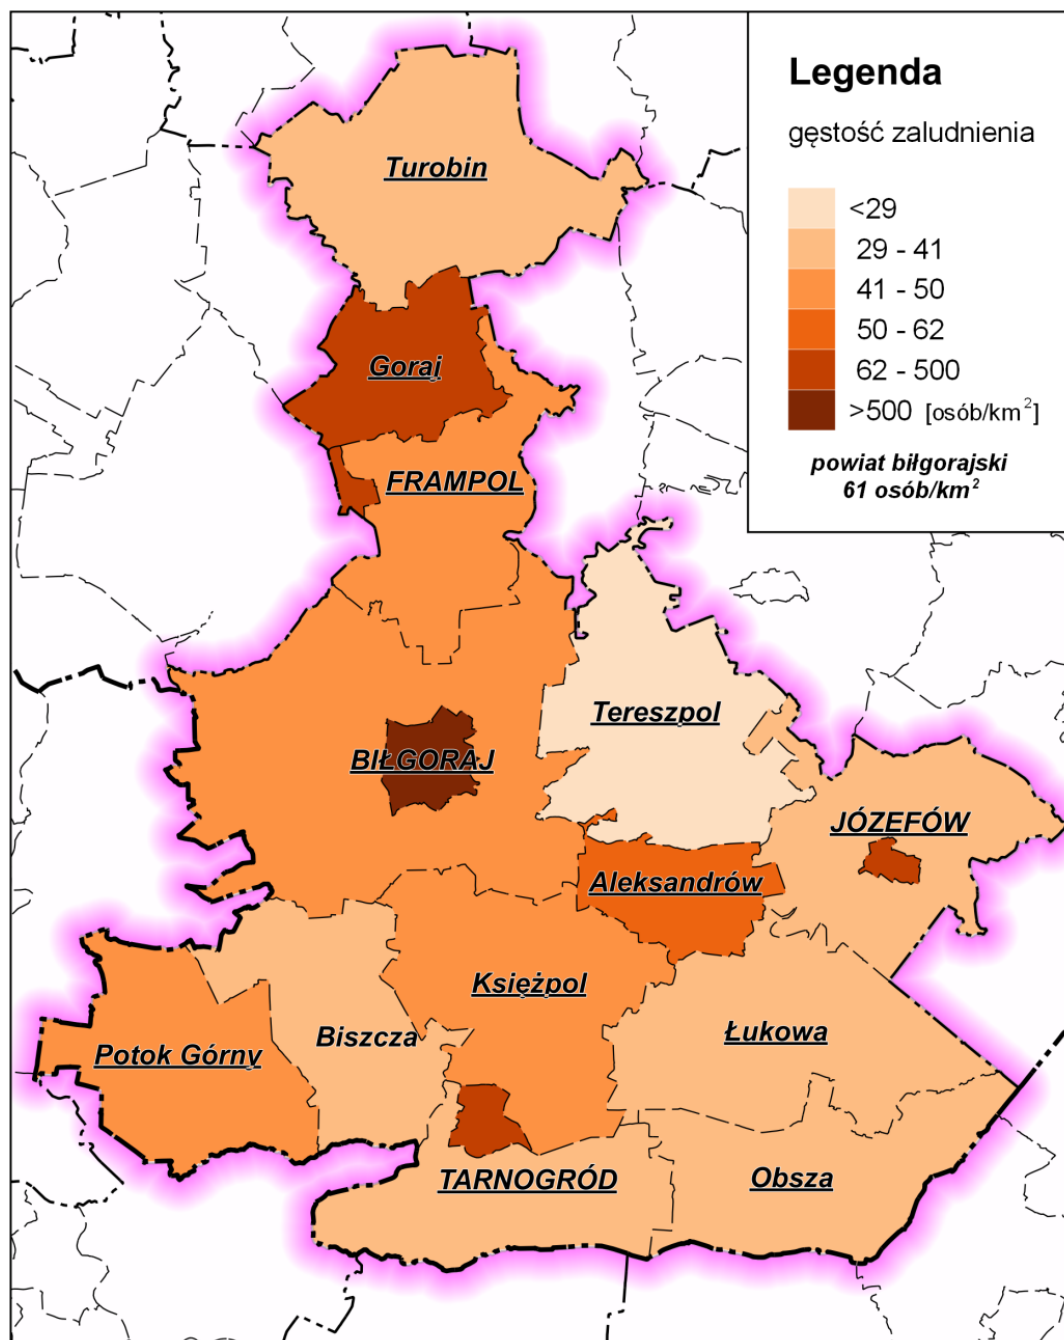 Legenda
gęstość zaludnienia
<29
29 - 41
41 - 50
50 - 62
62 - 500
>500 [osób/km²]
powiat biłgorajski
61 osób/km²
Turobin
Goraj
FRAMPOL
Tereszpol
BIŁGORAJ
JÓZEFÓW
Aleksandrów
Księżpol
Biszcza
Łukowa
Potok Górny
TARNOGRÓD
Obsza